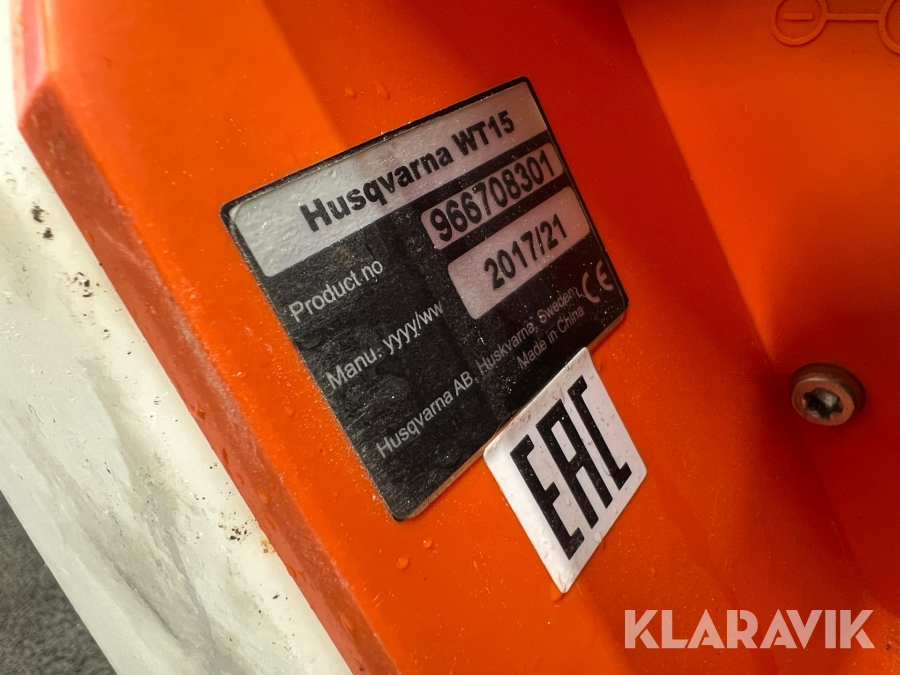 Husqvarna WT15
Product no 966708301
Manu. yyyy/ww 2017/21
Husqvarna AB, Huskvarna, Sweden
Made in China
CE
EAC
KLARAVIK